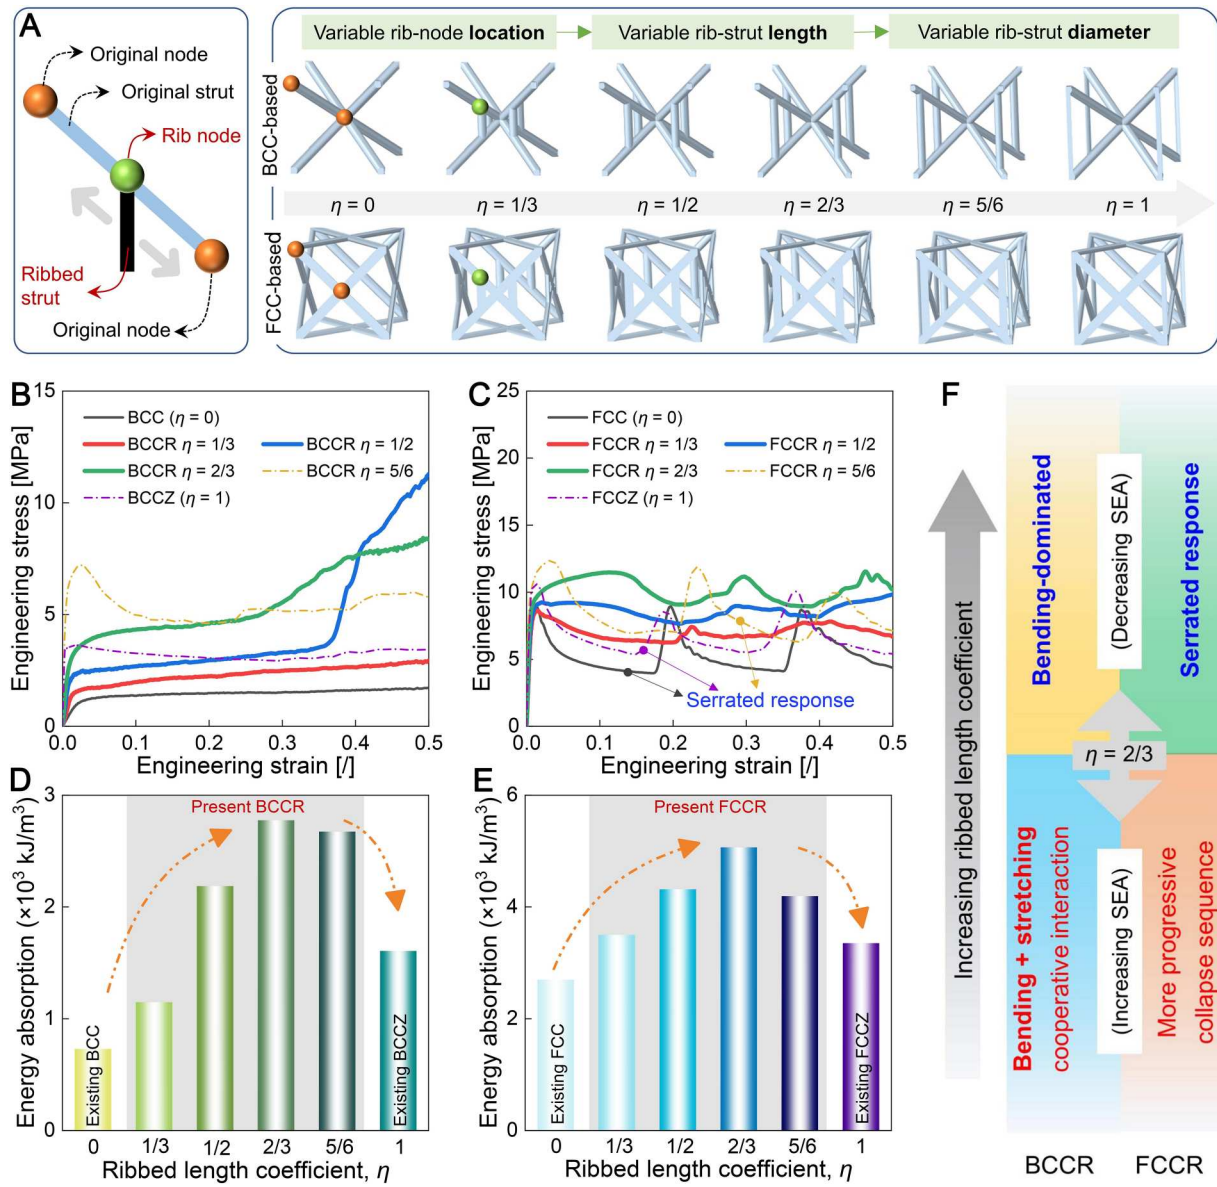 A
Original node
Original strut
Rib node
Ribbed
strut
Original node
Variable rib-node location
Variable rib-strut length
Variable rib-strut diameter
BCC-based
η = 0
η = 1/3
η = 1/2
η = 2/3
η = 5/6
η = 1
FCC-based
B
Engineering stress [MPa]
15
10
5
0
BCC (η = 0)
BCCR η = 1/3
BCCR η = 1/2
BCCR η = 2/3
BCCR η = 5/6
BCCZ (η = 1)
0.0 0.1 0.2 0.3 0.4 0.5
Engineering strain [/]
C
Engineering stress [MPa]
25
20
15
10
5
0
FCC (η = 0)
FCCR η = 1/3
FCCR η = 1/2
FCCR η = 2/3
FCCR η = 5/6
FCCZ (η = 1)
Serrated response
0.0 0.1 0.2 0.3 0.4 0.5
Engineering strain [/]
D
Energy absorption (×10³ kJ/m³)
3
2
1
0
Present BCCR
Existing BCC
Existing BCCZ
0 1/3 1/2 2/3 5/6 1
Ribbed length coefficient, η
E
Energy absorption (×10³ kJ/m³)
6
4
2
0
Present FCCR
Existing FCC
Existing FCCZ
0 1/3 1/2 2/3 5/6 1
Ribbed length coefficient, η
F
Increasing ribbed length coefficient
Bending-dominated
(Decreasing SEA)
Serrated response
η = 2/3
Bending + stretching
cooperative interaction
(Increasing SEA)
More progressive
collapse sequence
BCCR
FCCR